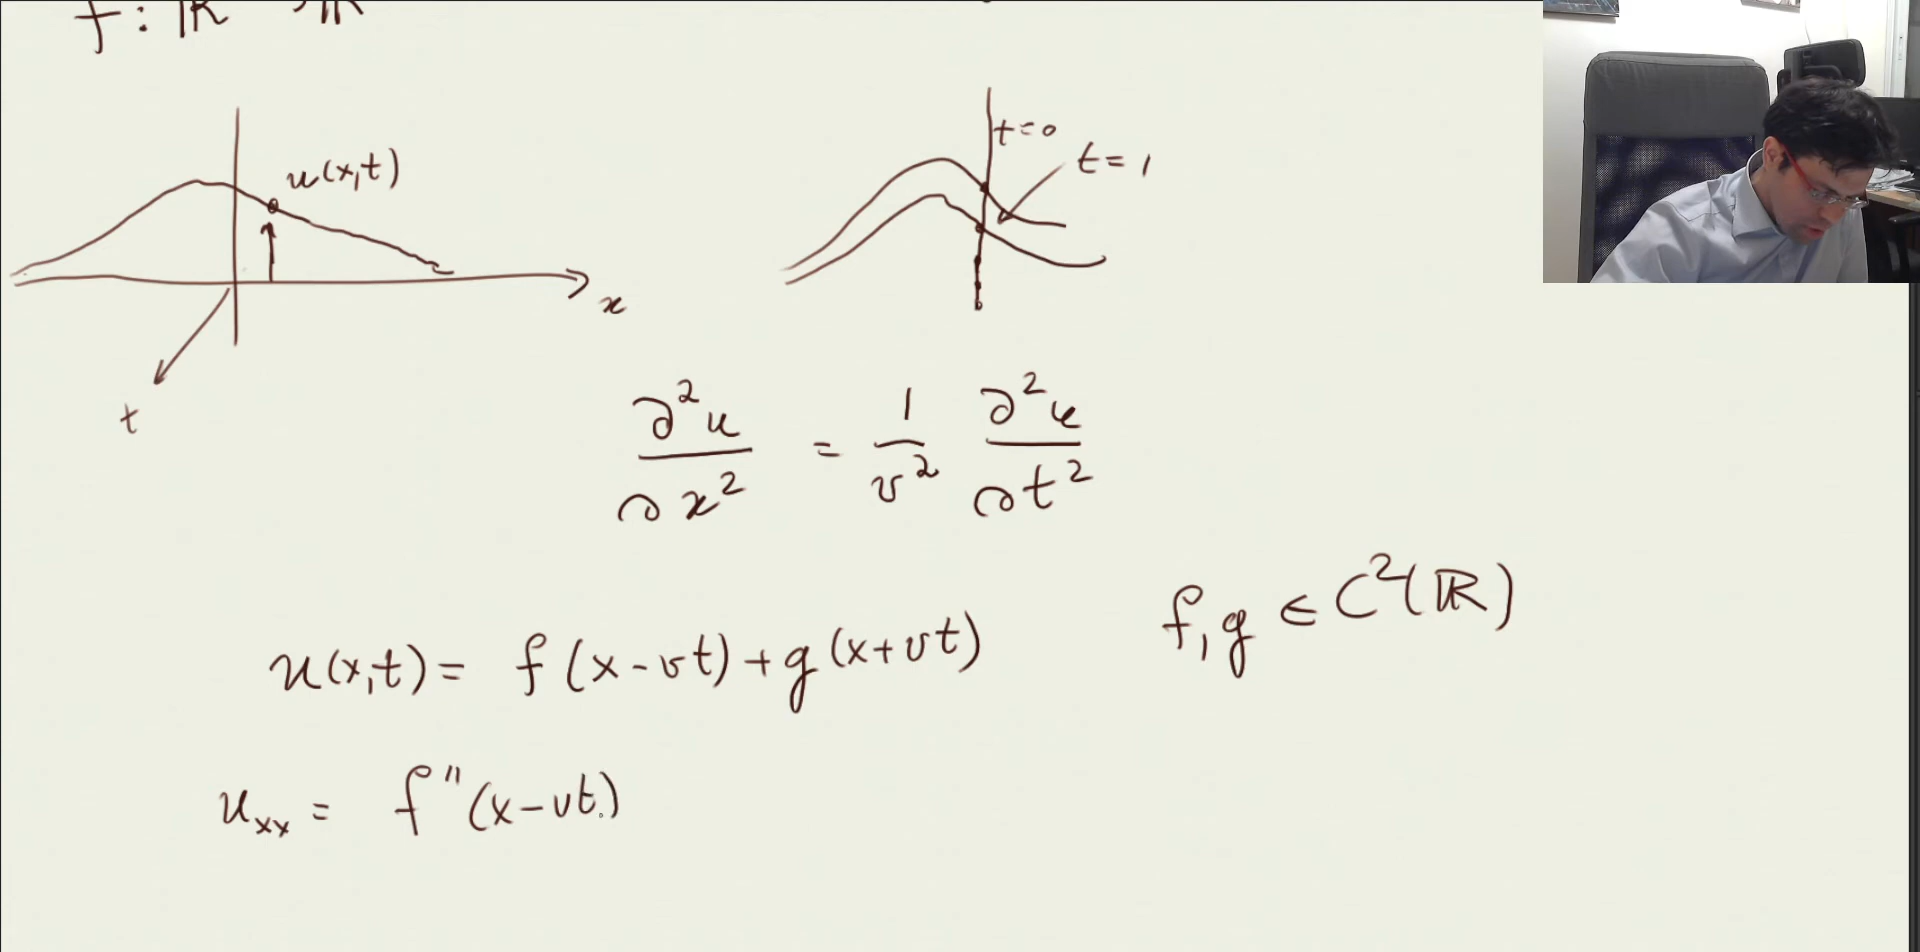 f : ℝ → ℝ
u(x,t)
t=0
t=1
x
t
∂²u/∂x² = 1/v² ∂²u/∂t²
f, g ∈ C²(ℝ)
u(x,t) = f(x-vt)+g(x+vt)
u_xx = f''(x-vt)